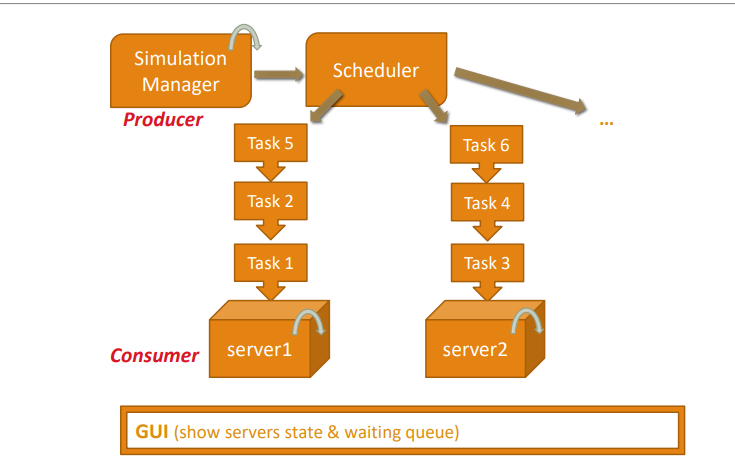 Simulation
Manager
Scheduler
Producer
...
Task 5
Task 6
Task 2
Task 4
Task 1
Task 3
server1
server2
Consumer
GUI (show servers state & waiting queue)